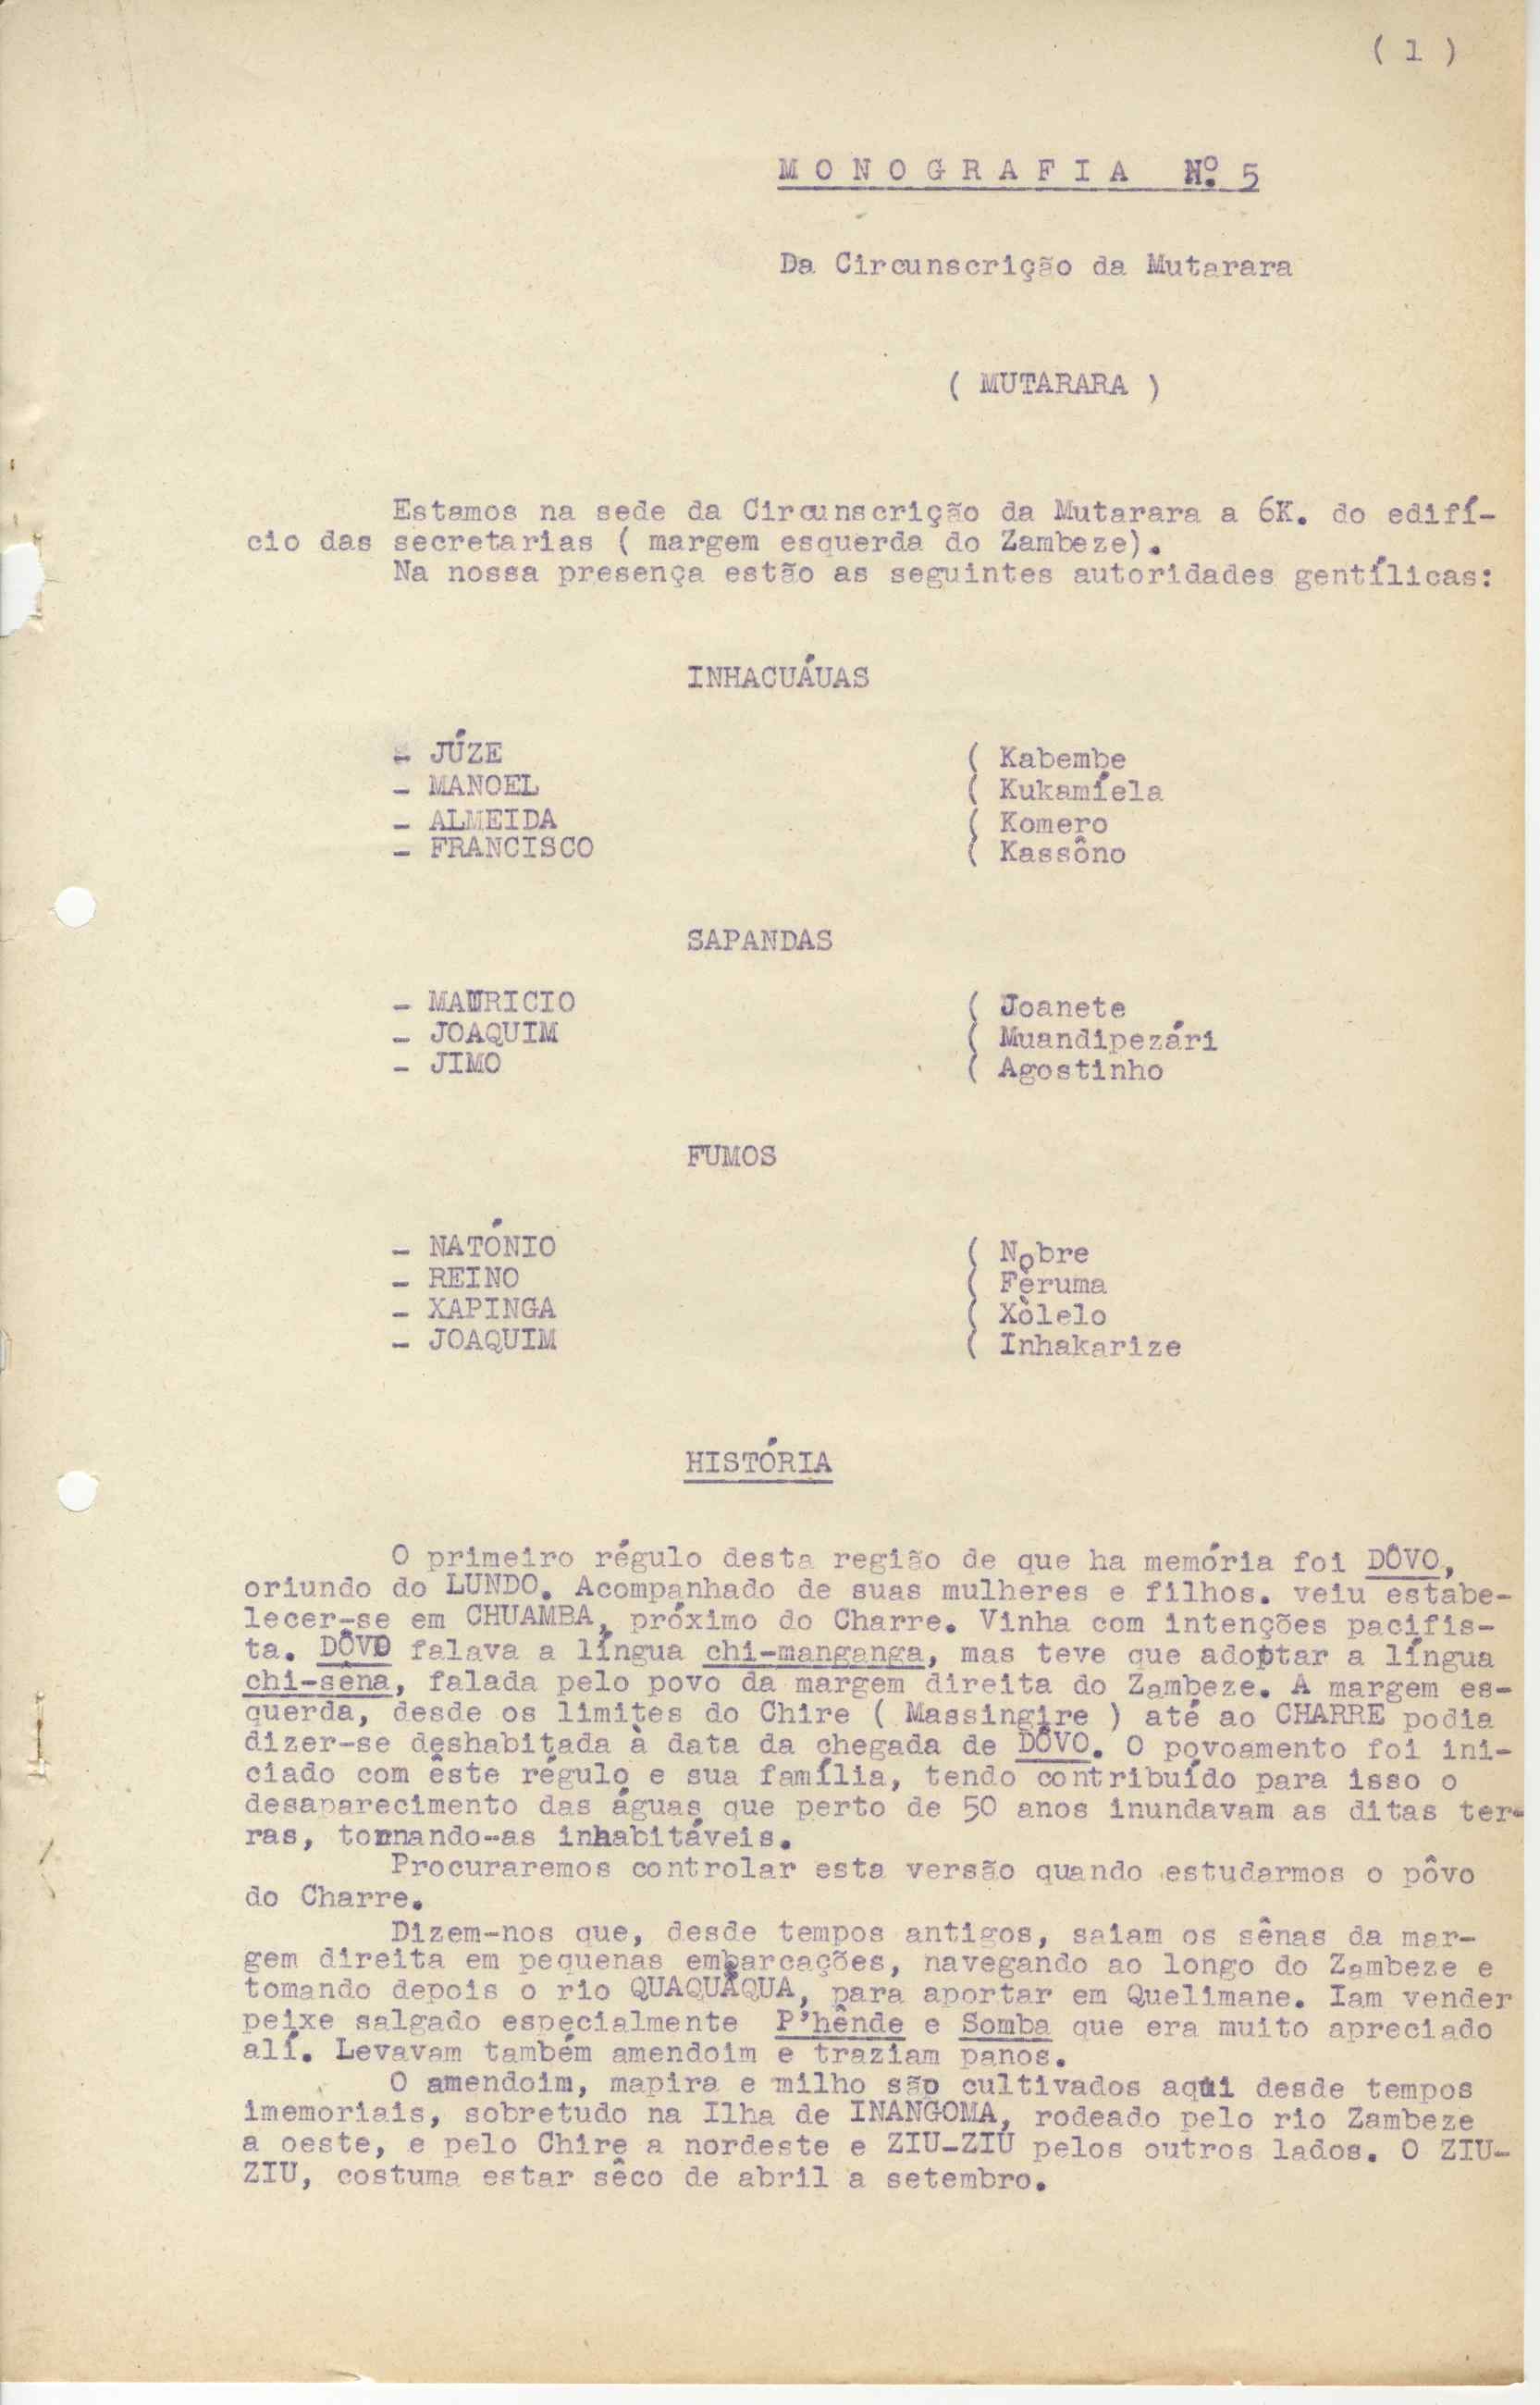 ( 1 )
MONOGRAFIA Nº. 5
Da Circunscrição da Mutarara
( MUTARARA )
Estamos na sede da Circunscrição da Mutarara a 6K. do edifí-
cio das secretarias ( margem esquerda do Zambeze).
Na nossa presença estão as seguintes autoridades gentílicas:
INHACUÁUAS
- JÚZE ( Kabembe
- MANOEL ( Kukamíela
- ALMEIDA ( Komero
- FRANCISCO ( Kassôno
SAPANDAS
- MAURICIO ( Joanete
- JOAQUIM ( Muandipezári
- JIMO ( Agostinho
FUMOS
- NATÓNIO ( Nobre
- REINO ( Fèruma
- XAPINGA ( Xòlelo
- JOAQUIM ( Inhakarize
HISTÓRIA
O primeiro régulo desta região de que ha memória foi DÔVO,
oriundo do LUNDO. Acompanhado de suas mulheres e filhos. veiu estabe-
lecer-se em CHUAMBA, próximo do Charre. Vinha com intenções pacifis-
ta. DÔVO falava a língua chi-manganga, mas teve que adoptar a língua
chi-sêna, falada pelo povo da margem direita do Zambeze. A margem es-
querda, desde os limites do Chire ( Massingire ) até ao CHARRE podia
dizer-se deshabitada à data da chegada de DÔVO. O povoamento foi ini-
ciado com êste régulo e sua família, tendo contribuído para isso o
desaparecimento das águas que perto de 50 anos inundavam as ditas ter-
ras, tornando-as inhabitáveis.
Procuraremos controlar esta versão quando estudarmos o pôvo
do Charre.
Dizem-nos que, desde tempos antigos, saiam os sênas da mar-
gem direita em pequenas embarcações, navegando ao longo do Zambeze e
tomando depois o rio QUAQUÁQUA, para aportar em Quelimane. Iam vender
peixe salgado especialmente P'hênde e Somba que era muito apreciado
alí. Levavam também amendoim e traziam panos.
O amendoim, mapira e milho são cultivados aqui desde tempos
imemoriais, sobretudo na Ilha de INANGOMA, rodeado pelo rio Zambeze
a oeste, e pelo Chire a nordeste e ZIU-ZIU pelos outros lados. O ZIU-
ZIU, costuma estar sêco de abril a setembro.